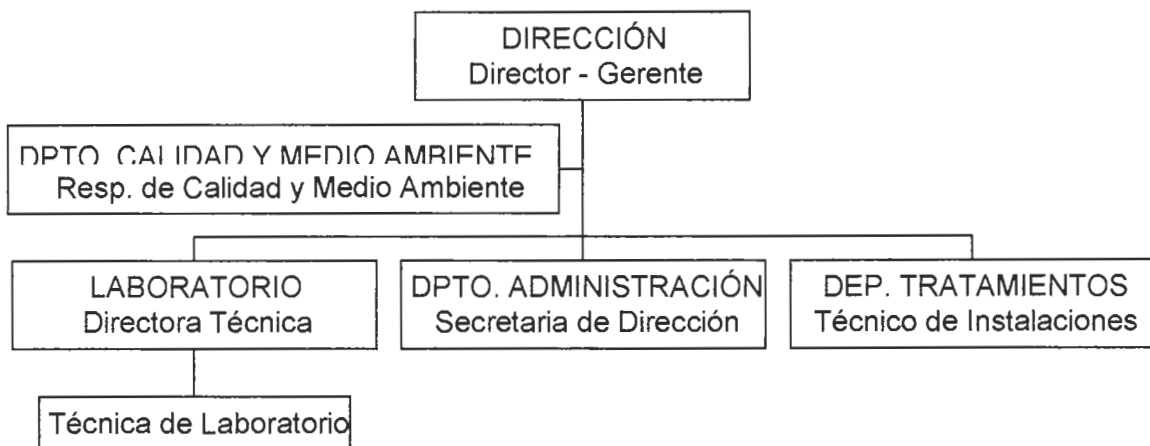 DIRECCIÓN
Director - Gerente
DPTO. CALIDAD Y MEDIO AMBIENTE
Resp. de Calidad y Medio Ambiente
LABORATORIO
Directora Técnica
DPTO. ADMINISTRACIÓN
Secretaria de Dirección
DEP. TRATAMIENTOS
Técnico de Instalaciones
Técnica de Laboratorio